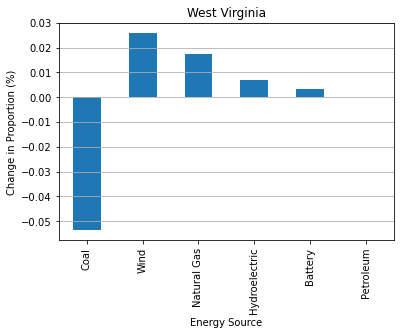 West Virginia
Change in Proportion (%)
0.03
0.02
0.01
0.00
−0.01
−0.02
−0.03
−0.04
−0.05
Coal
Wind
Natural Gas
Hydroelectric
Battery
Petroleum
Energy Source